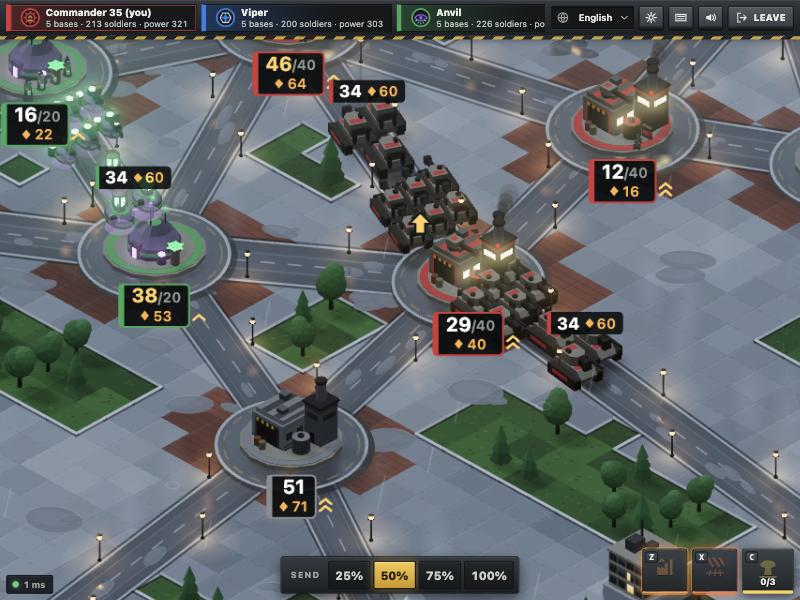 Commander 35 (you)
5 bases · 213 soldiers · power 321
Viper
5 bases · 200 soldiers · power 303
Anvil
5 bases · 226 soldiers · po
English
LEAVE
46/40
64
34 60
16/20
22
12/40
16
34 60
38/20
53
29/40
40
34 60
51
71
SEND 25% 50% 75% 100%
Z
X
C
0/3
1 ms